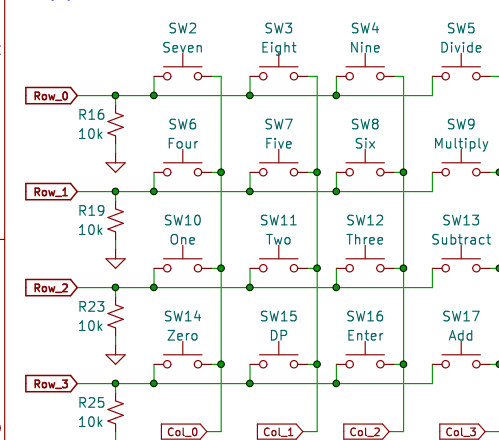 SW2 SW3 SW4 SW5
Seven Eight Nine Divide
Row_0
R16
10k
SW6 SW7 SW8 SW9
Four Five Six Multiply
Row_1
R19
10k
SW10 SW11 SW12 SW13
One Two Three Subtract
Row_2
R23
10k
SW14 SW15 SW16 SW17
Zero DP Enter Add
Row_3
R25
10k
Col_0 Col_1 Col_2 Col_3